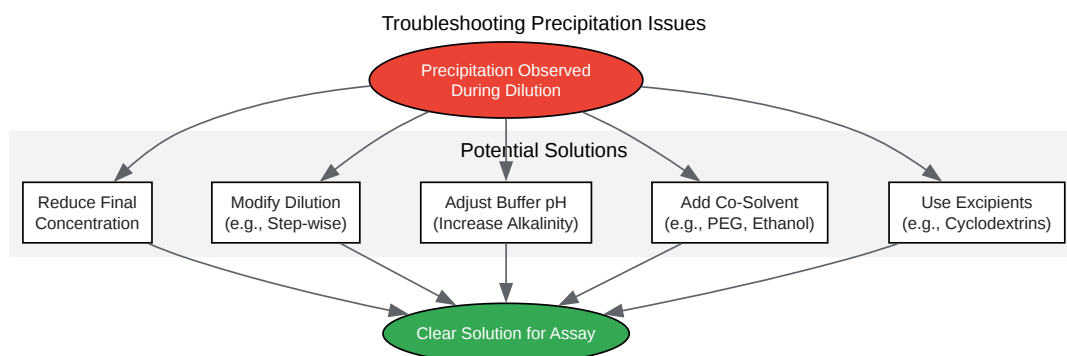 Troubleshooting Precipitation Issues
Precipitation Observed
During Dilution
Potential Solutions
Reduce Final
Concentration
Modify Dilution
(e.g., Step-wise)
Adjust Buffer pH
(Increase Alkalinity)
Add Co-Solvent
(e.g., PEG, Ethanol)
Use Excipients
(e.g., Cyclodextrins)
Clear Solution for Assay